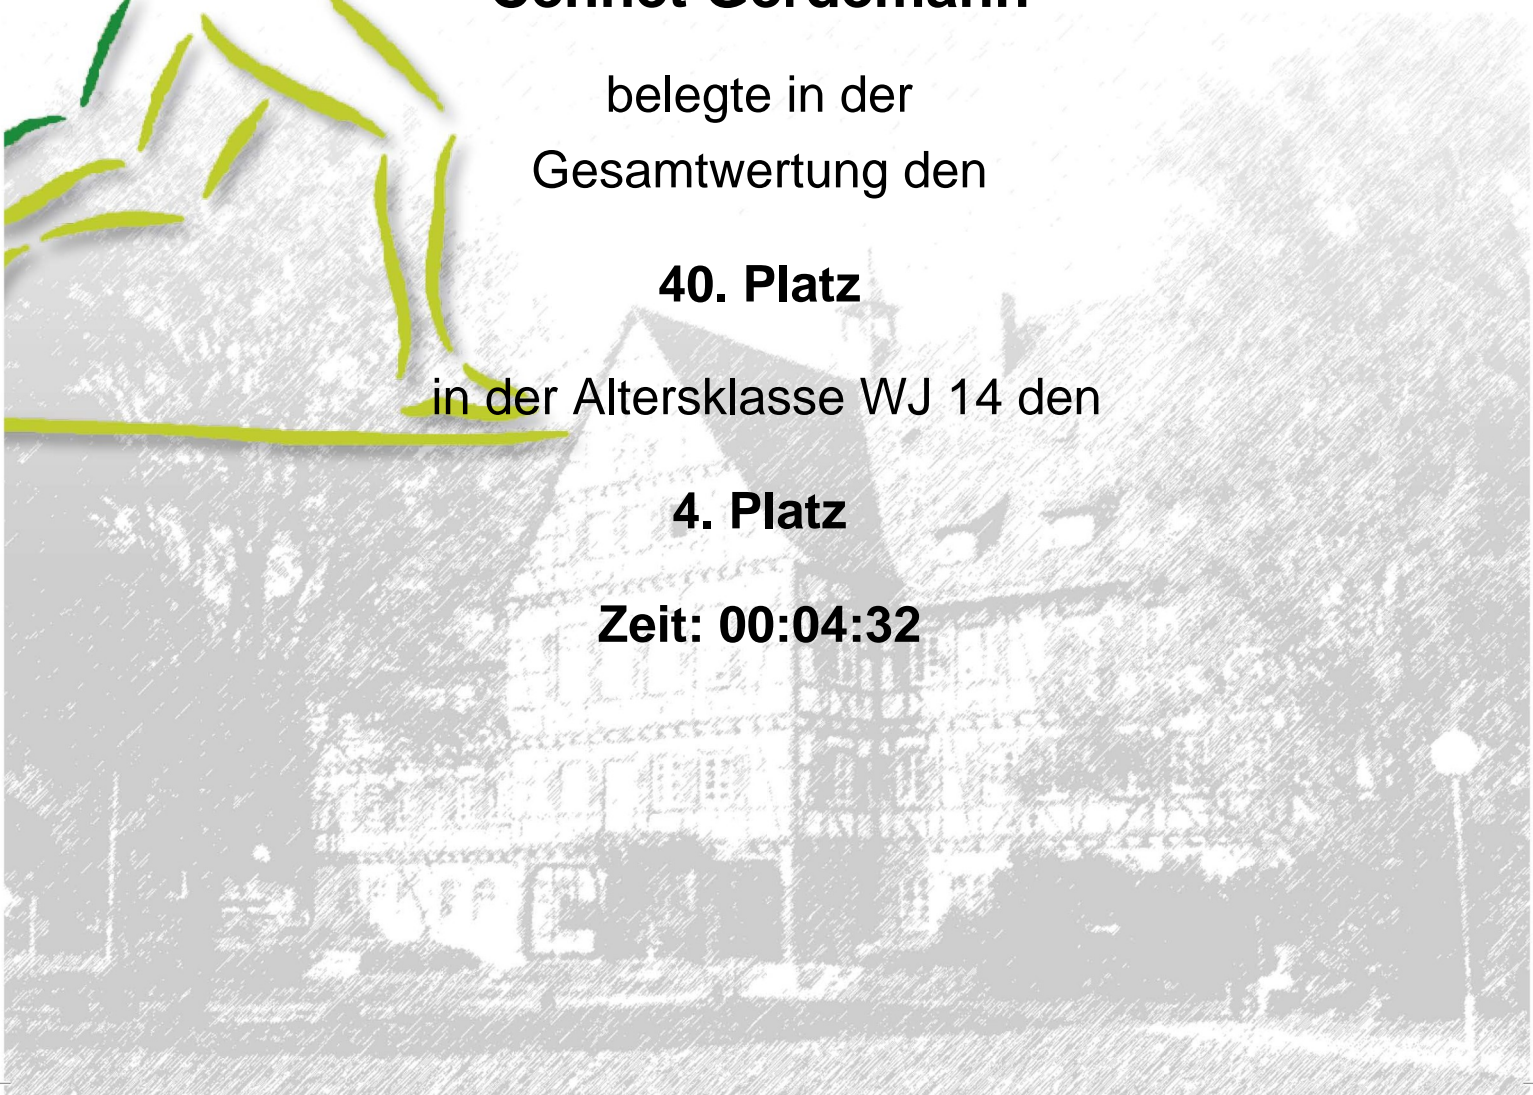 belegte in der
Gesamtwertung den
40. Platz
in der Altersklasse WJ 14 den
4. Platz
Zeit: 00:04:32